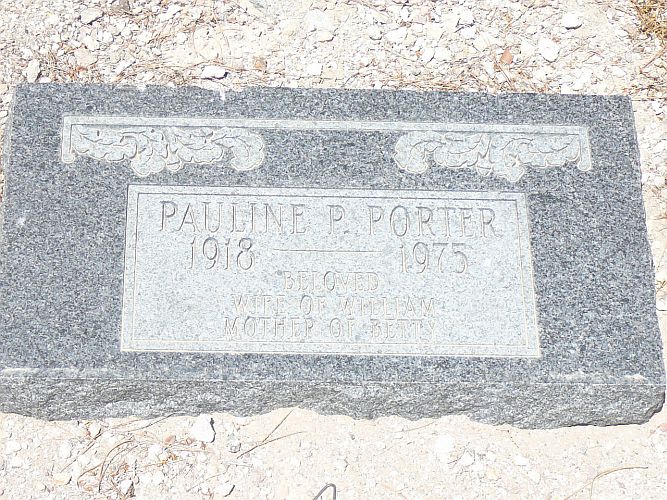 PAULINE P. PORTER
1918 — 1975
BELOVED
WIFE OF WILLIAM
MOTHER OF BETTY